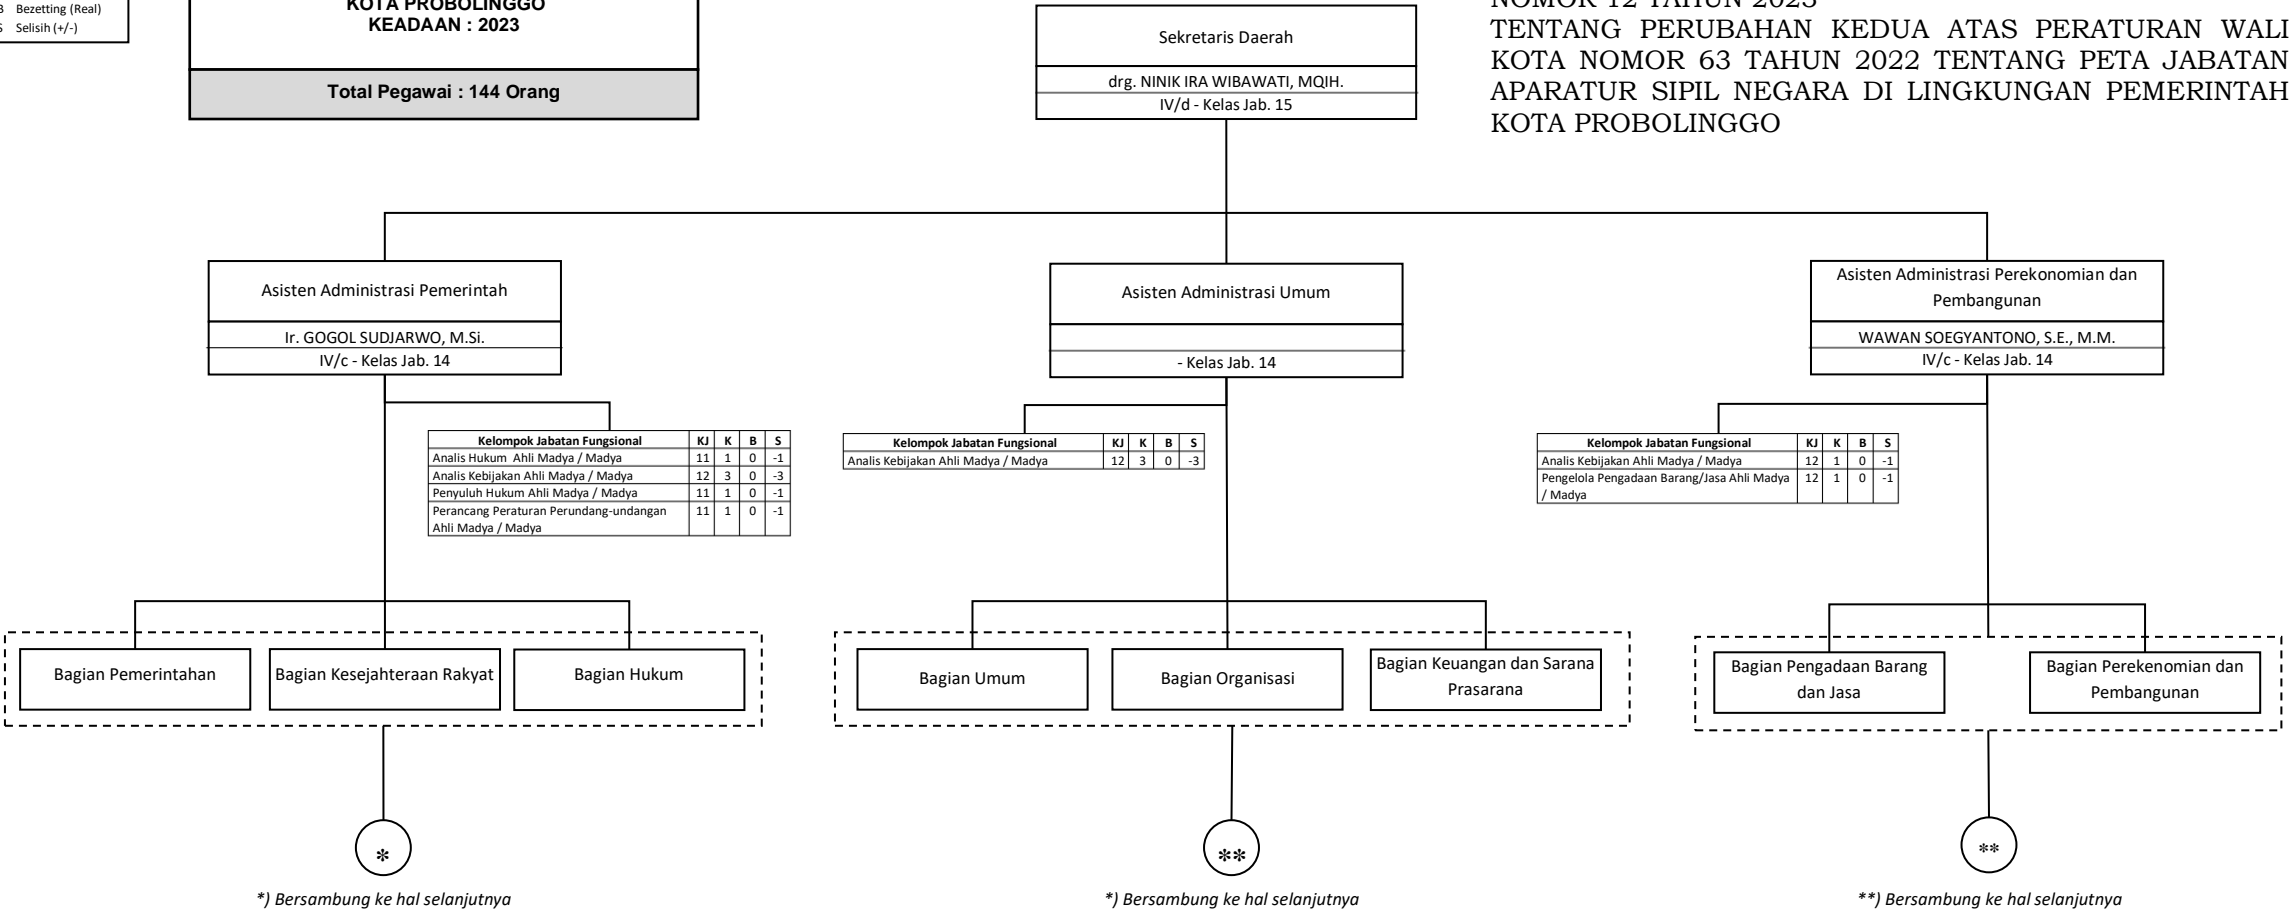 B Bezetting (Real)
S Selisih (+/-)
KOTA PROBOLINGGO
KEADAAN : 2023
Total Pegawai : 144 Orang
Sekretaris Daerah
drg. NINIK IRA WIBAWATI, MQIH.
IV/d - Kelas Jab. 15
NOMOR 12 TAHUN 2023
TENTANG PERUBAHAN KEDUA ATAS PERATURAN WALI
KOTA NOMOR 63 TAHUN 2022 TENTANG PETA JABATAN
APARATUR SIPIL NEGARA DI LINGKUNGAN PEMERINTAH
KOTA PROBOLINGGO
Asisten Administrasi Pemerintah
Ir. GOGOL SUDJARWO, M.Si.
IV/c - Kelas Jab. 14
Asisten Administrasi Umum
- Kelas Jab. 14
Asisten Administrasi Perekonomian dan
Pembangunan
WAWAN SOEGYANTONO, S.E., M.M.
IV/c - Kelas Jab. 14
Kelompok Jabatan Fungsional KJ K B S
Analis Hukum Ahli Madya / Madya 11 1 0 -1
Analis Kebijakan Ahli Madya / Madya 12 3 0 -3
Penyuluh Hukum Ahli Madya / Madya 11 1 0 -1
Perancang Peraturan Perundang-undangan 11 1 0 -1
Ahli Madya / Madya
Kelompok Jabatan Fungsional KJ K B S
Analis Kebijakan Ahli Madya / Madya 12 3 0 -3
Kelompok Jabatan Fungsional KJ K B S
Analis Kebijakan Ahli Madya / Madya 12 1 0 -1
Pengelola Pengadaan Barang/Jasa Ahli Madya 12 1 0 -1
/ Madya
Bagian Pemerintahan
Bagian Kesejahteraan Rakyat
Bagian Hukum
Bagian Umum
Bagian Organisasi
Bagian Keuangan dan Sarana
Prasarana
Bagian Pengadaan Barang
dan Jasa
Bagian Perekenomian dan
Pembangunan
*
**
**
*) Bersambung ke hal selanjutnya
*) Bersambung ke hal selanjutnya
**) Bersambung ke hal selanjutnya